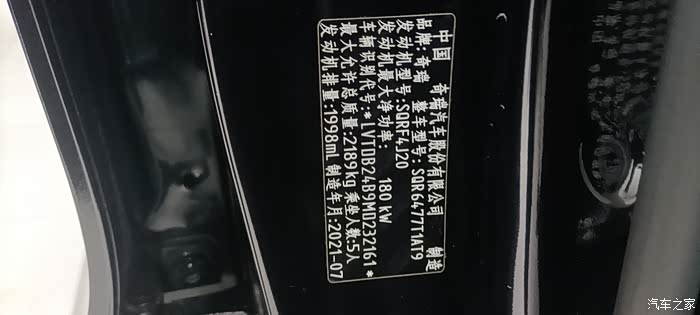 中国 奇瑞汽车股份有限公司 制造
品牌:奇瑞 整车型号:SQR6477T1AT9
发动机型号:SQRF4J20
发动机最大净功率: 180 kW
车辆识别代号:*LVTDB24B9MD232161*
最大允许总质量:2189kg 乘坐人数:5人
发动机排量:1998mL 制造年月:2021-07
汽车之家